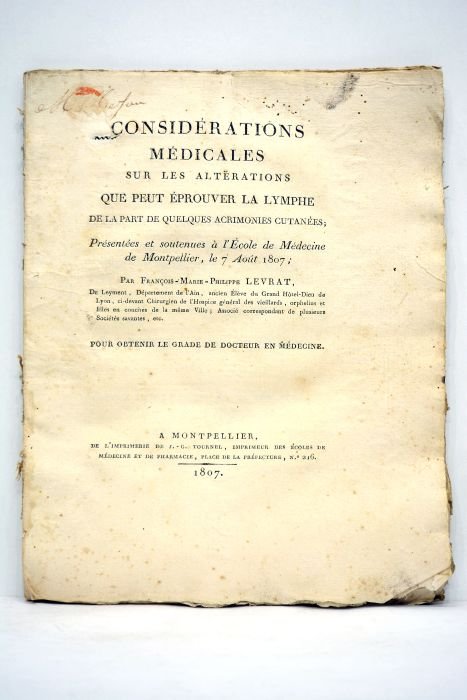 CONSIDÉRATIONS
MÉDICALES
SUR LES ALTÉRATIONS
QUE PEUT ÉPROUVER LA LYMPHE
DE LA PART DE QUELQUES ACRIMONIES CUTANÉES;
Présentées et soutenues à l'École de Médecine
de Montpellier, le 7 Août 1807;
Par François-Marie-Philippe LEVRAT,
De Leyment, Département de l'Ain, ancien Élève du Grand Hôtel-Dieu de
Lyon, ci-devant Chirurgien de l'Hospice général des vieillards, orphelins et
filles en couches de la même Ville; Associé correspondant de plusieurs
Sociétés savantes, etc.
POUR OBTENIR LE GRADE DE DOCTEUR EN MÉDECINE.
A MONTPELLIER,
DE L'IMPRIMERIE DE J.-G. TOURNEL, IMPRIMEUR DES ÉCOLES DE
MÉDECINE ET DE PHARMACIE, PLACE DE LA PRÉFECTURE, N.º 216.
1807.